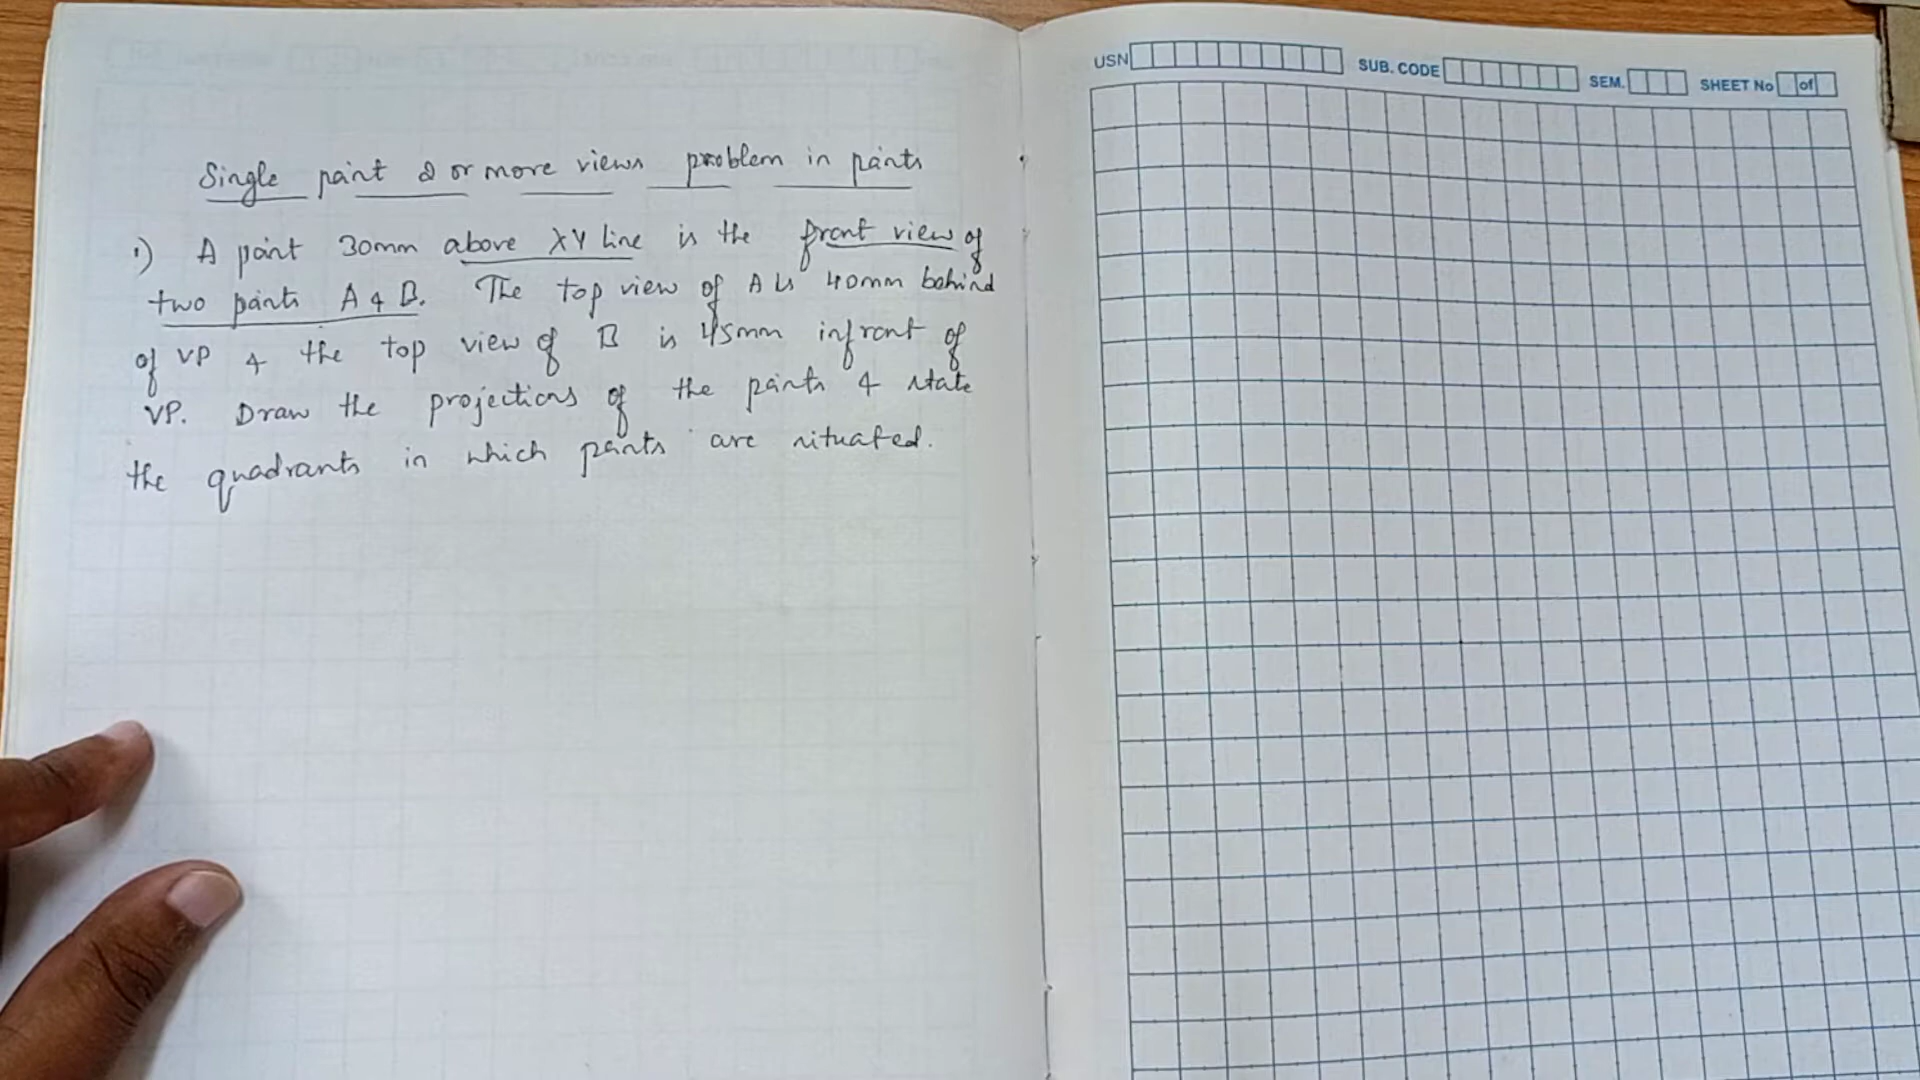 Single point 2 or more views problem in points
1) A point 30mm above XY line is the front view of
two points A & B. The top view of A is 40mm behind
of VP & the top view of B is 45mm infront of
VP. Draw the projections of the points & state
the quadrants in which points are situated.
USN SUB. CODE SEM. SHEET No of